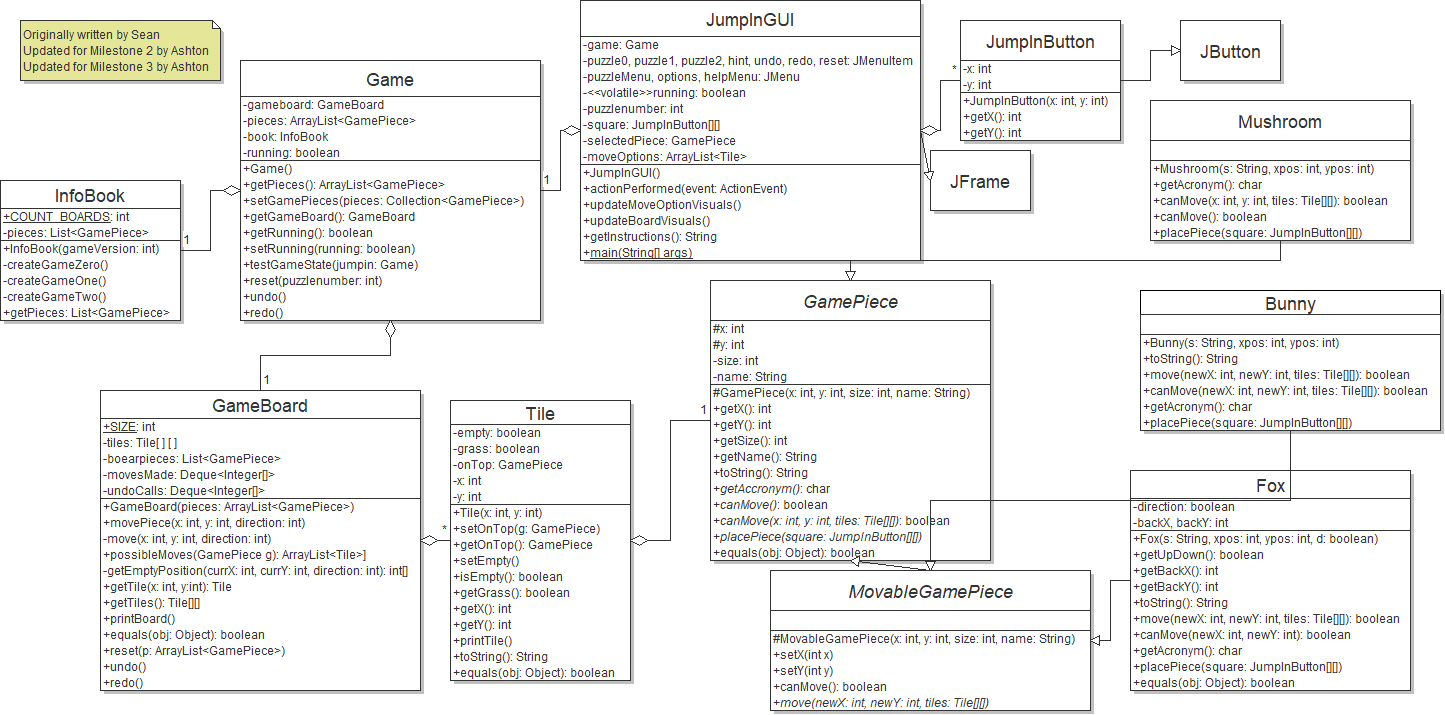 Originally written by Sean
Updated for Milestone 2 by Ashton
Updated for Milestone 3 by Ashton
InfoBook
+COUNT_BOARDS: int
-pieces: List<GamePiece>
+InfoBook(gameVersion: int)
-createGameZero()
-createGameOne()
-createGameTwo()
+getPieces: List<GamePiece>
1
Game
-gameboard: GameBoard
-pieces: ArrayList<GamePiece>
-book: InfoBook
-running: boolean
+Game()
+getPieces(): ArrayList<GamePiece>
+setGamePieces(pieces: Collection<GamePiece>)
+getGameBoard(): GameBoard
+getRunning(): boolean
+setRunning(running: boolean)
+testGameState(jumpin: Game)
+reset(puzzlenumber: int)
+undo()
+redo()
1
JumpInGUI
-game: Game
-puzzle0, puzzle1, puzzle2, hint, undo, redo, reset: JMenuItem
-puzzleMenu, options, helpMenu: JMenu
-<<volatile>>running: boolean
-puzzlenumber: int
-square: JumpInButton[][]
-selectedPiece: GamePiece
-moveOptions: ArrayList<Tile>
+JumpInGUI()
+actionPerformed(event: ActionEvent)
+updateMoveOptionVisuals()
+updateBoardVisuals()
+getInstructions(): String
+main(String[] args)
*
JumpInButton
-x: int
-y: int
+JumpInButton(x: int, y: int)
+getX(): int
+getY(): int
JButton
JFrame
Mushroom
+Mushroom(s: String, xpos: int, ypos: int)
+getAcronym(): char
+canMove(x: int, y: int, tiles: Tile[][]): boolean
+canMove(): boolean
+placePiece(square: JumpInButton[][])
1
GameBoard
+SIZE: int
-tiles: Tile[ ] [ ]
-boearpieces: List<GamePiece>
-movesMade: Deque<Integer[]>
-undoCalls: Deque<Integer[]>
+GameBoard(pieces: ArrayList<GamePiece>)
+movePiece(x: int, y: int, direction: int)
-move(x: int, y: int, direction: int)
+possibleMoves(GamePiece g): ArrayList<Tile>]
-getEmptyPosition(currX: int, currY: int, direction: int): int[]
+getTile(x: int, y:int): Tile
+getTiles(): Tile[][]
+printBoard()
+equals(obj: Object): boolean
+reset(p: ArrayList<GamePiece>)
+undo()
+redo()
*
Tile
-empty: boolean
-grass: boolean
-onTop: GamePiece
-x: int
-y: int
+Tile(x: int, y: int)
+setOnTop(g: GamePiece)
+getOnTop(): GamePiece
+setEmpty()
+isEmpty(): boolean
+getGrass(): boolean
+getX(): int
+getY(): int
+printTile()
+toString(): String
+equals(obj: Object): boolean
1
GamePiece
#x: int
#y: int
-size: int
-name: String
#GamePiece(x: int, y: int, size: int, name: String)
+getX(): int
+getY(): int
+getSize(): int
+getName(): String
+toString(): String
+getAccronym(): char
+canMove(): boolean
+canMove(x: int, y: int, tiles: Tile[][]): boolean
+placePiece(square: JumpInButton[][])
+equals(obj: Object): boolean
MovableGamePiece
#MovableGamePiece(x: int, y: int, size: int, name: String)
+setX(int x)
+setY(int y)
+canMove(): boolean
+move(newX: int, newY: int, tiles: Tile[][])
Bunny
+Bunny(s: String, xpos: int, ypos: int)
+toString(): String
+move(newX: int, newY: int, tiles: Tile[][]): boolean
+canMove(newX: int, newY: int, tiles: Tile[][]): boolean
+getAcronym(): char
+placePiece(square: JumpInButton[][])
Fox
-direction: boolean
-backX, backY: int
+Fox(s: String, xpos: int, ypos: int, d: boolean)
+getUpDown(): boolean
+getBackX(): int
+getBackY(): int
+toString(): String
+move(newX: int, newY: int, tiles: Tile[][]): boolean
+canMove(newX: int, newY: int): boolean
+getAcronym(): char
+placePiece(square: JumpInButton[][])
+equals(obj: Object): boolean